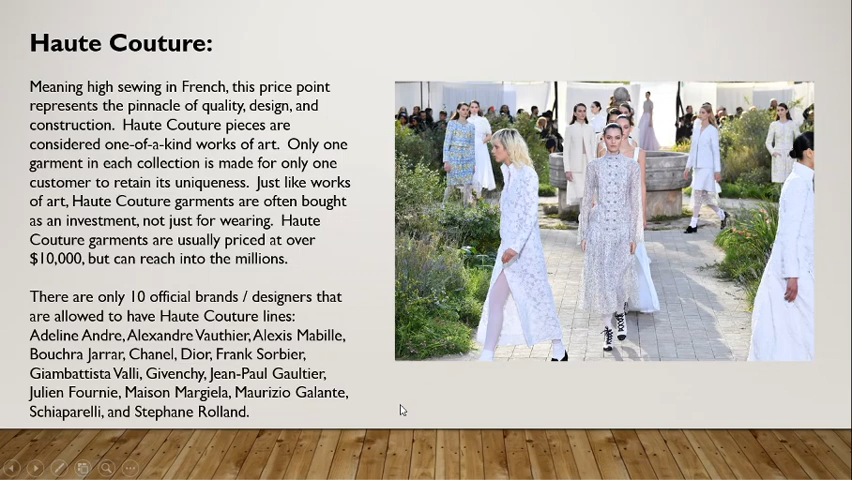 Haute Couture:
Meaning high sewing in French, this price point
represents the pinnacle of quality, design, and
construction.  Haute Couture pieces are
considered one-of-a-kind works of art.  Only one
garment in each collection is made for only one
customer to retain its uniqueness.  Just like works
of art, Haute Couture garments are often bought
as an investment, not just for wearing.  Haute
Couture garments are usually priced at over
$10,000, but can reach into the millions.
There are only 10 official brands / designers that
are allowed to have Haute Couture lines:
Adeline Andre, Alexandre Vauthier, Alexis Mabille,
Bouchra Jarrar, Chanel, Dior, Frank Sorbier,
Giambattista Valli, Givenchy, Jean-Paul Gaultier,
Julien Fournie, Maison Margiela, Maurizio Galante,
Schiaparelli, and Stephane Rolland.